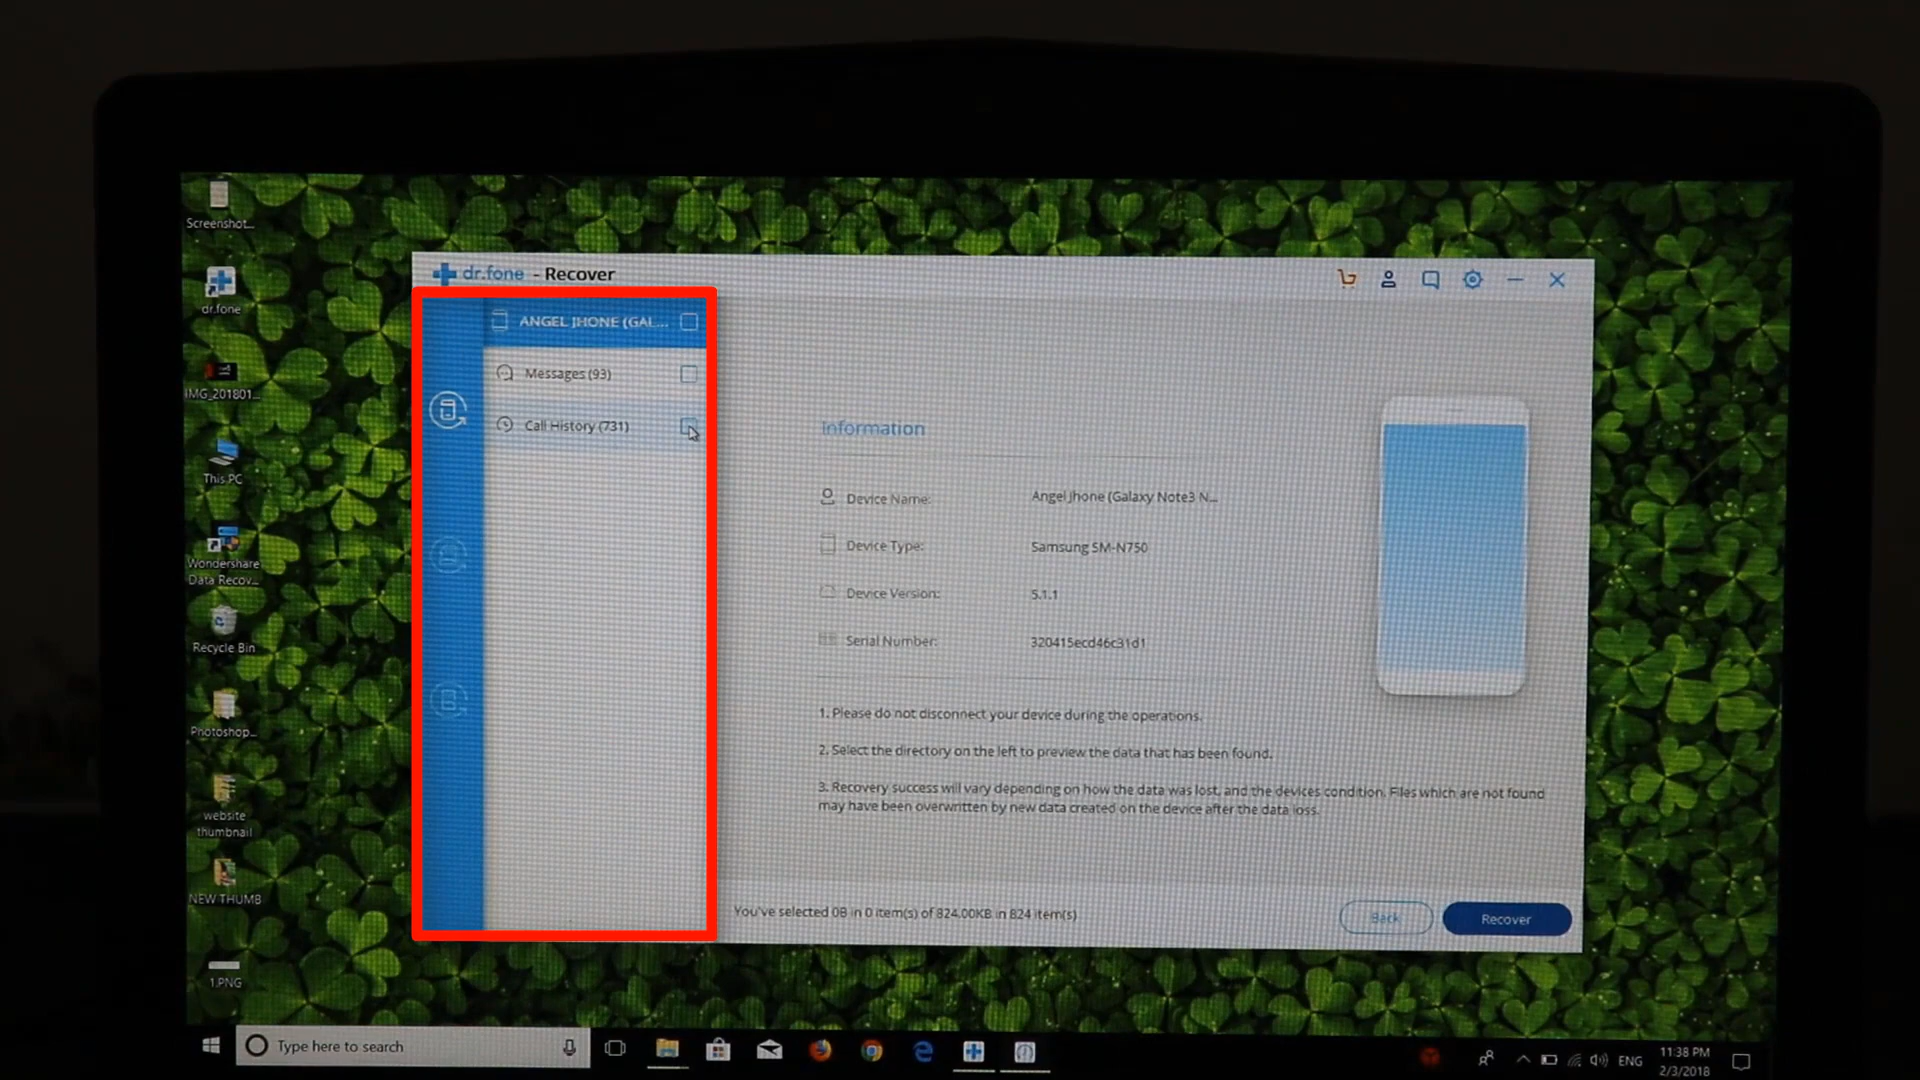 Screenshot...
dr.fone
IMG_201801...
This PC
Wondershare
Data Recov...
Recycle Bin
Photoshop...
website
thumbnail
NEW THUMB
1.PNG
dr.fone - Recover
ANGEL JHONE (GAL...
Messages (93)
Call History (731)
Information
Device Name: Angel Jhone (Galaxy Note3 N...
Device Type: Samsung SM-N750
Device Version: 5.1.1
Serial Number: 320415ecd46c31d1
1. Please do not disconnect your device during the operations.
2. Select the directory on the left to preview the data that has been found.
3. Recovery success will vary depending on how the data was lost, and the devices condition. Files which are not found
may have been overwritten by new data created on the device after the data loss.
You've selected 0B in 0 item(s) of 824.00KB in 824 item(s)
Back
Recover
Type here to search
ENG
11:38 PM
2/3/2018